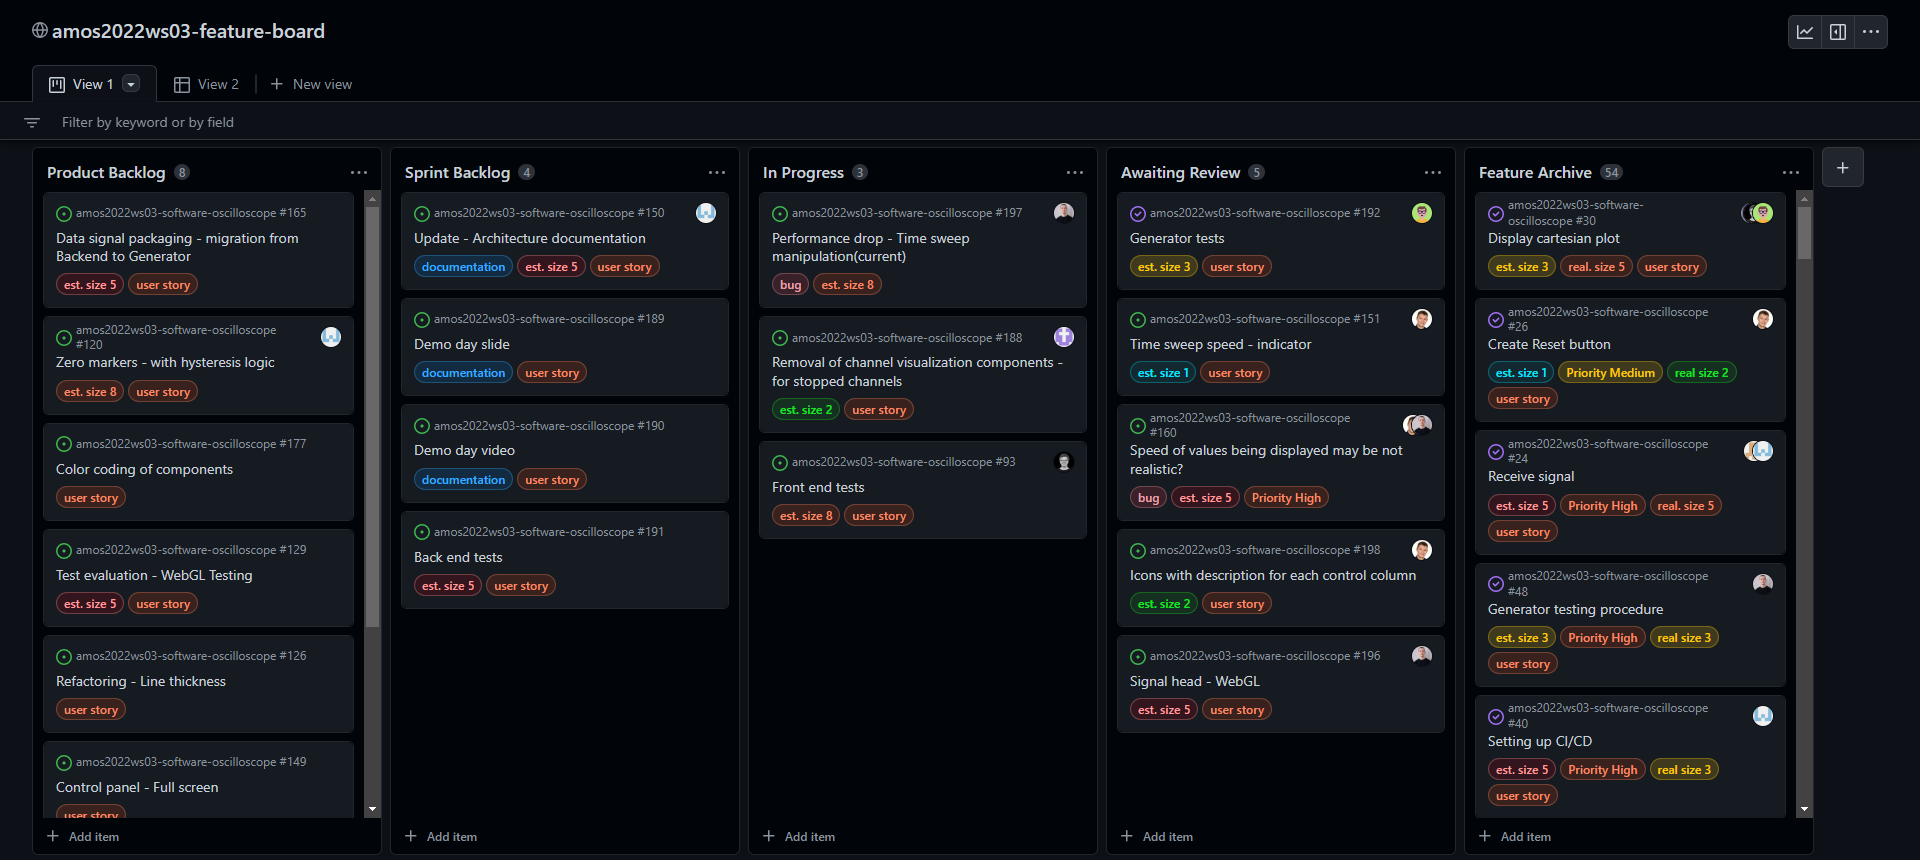 amos2022ws03-feature-board
View 1
View 2
New view
Filter by keyword or by field
Product Backlog 8
amos2022ws03-software-oscilloscope #165
Data signal packaging - migration from
Backend to Generator
est. size 5 user story
amos2022ws03-software-oscilloscope
#120
Zero markers - with hysteresis logic
est. size 8 user story
amos2022ws03-software-oscilloscope #177
Color coding of components
user story
amos2022ws03-software-oscilloscope #129
Test evaluation - WebGL Testing
est. size 5 user story
amos2022ws03-software-oscilloscope #126
Refactoring - Line thickness
user story
amos2022ws03-software-oscilloscope #149
Control panel - Full screen
user story
Add item
Sprint Backlog 4
amos2022ws03-software-oscilloscope #150
Update - Architecture documentation
documentation est. size 5 user story
amos2022ws03-software-oscilloscope #189
Demo day slide
documentation user story
amos2022ws03-software-oscilloscope #190
Demo day video
documentation user story
amos2022ws03-software-oscilloscope #191
Back end tests
est. size 5 user story
Add item
In Progress 3
amos2022ws03-software-oscilloscope #197
Performance drop - Time sweep
manipulation(current)
bug est. size 8
amos2022ws03-software-oscilloscope #188
Removal of channel visualization components -
for stopped channels
est. size 2 user story
amos2022ws03-software-oscilloscope #93
Front end tests
est. size 8 user story
Add item
Awaiting Review 5
amos2022ws03-software-oscilloscope #192
Generator tests
est. size 3 user story
amos2022ws03-software-oscilloscope #151
Time sweep speed - indicator
est. size 1 user story
amos2022ws03-software-oscilloscope
#160
Speed of values being displayed may be not
realistic?
bug est. size 5 Priority High
amos2022ws03-software-oscilloscope #198
Icons with description for each control column
est. size 2 user story
amos2022ws03-software-oscilloscope #196
Signal head - WebGL
est. size 5 user story
Add item
Feature Archive 54
amos2022ws03-software-
oscilloscope #30
Display cartesian plot
est. size 3 real. size 5 user story
amos2022ws03-software-oscilloscope
#26
Create Reset button
est. size 1 Priority Medium real size 2
user story
amos2022ws03-software-oscilloscope
#24
Receive signal
est. size 5 Priority High real. size 5
user story
amos2022ws03-software-oscilloscope
#48
Generator testing procedure
est. size 3 Priority High real size 3
user story
amos2022ws03-software-oscilloscope
#40
Setting up CI/CD
est. size 5 Priority High real size 3
user story
Add item